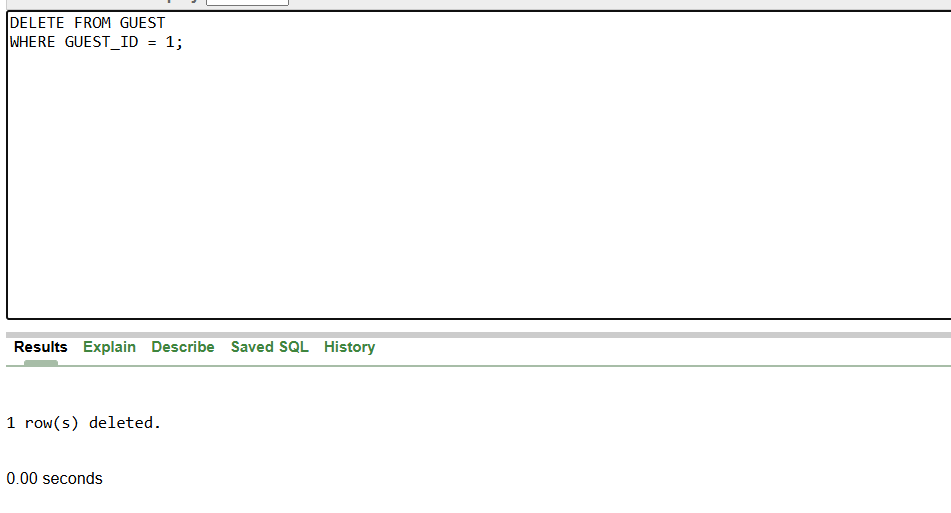 DELETE FROM GUEST
WHERE GUEST_ID = 1;
Results Explain Describe Saved SQL History
1 row(s) deleted.
0.00 seconds